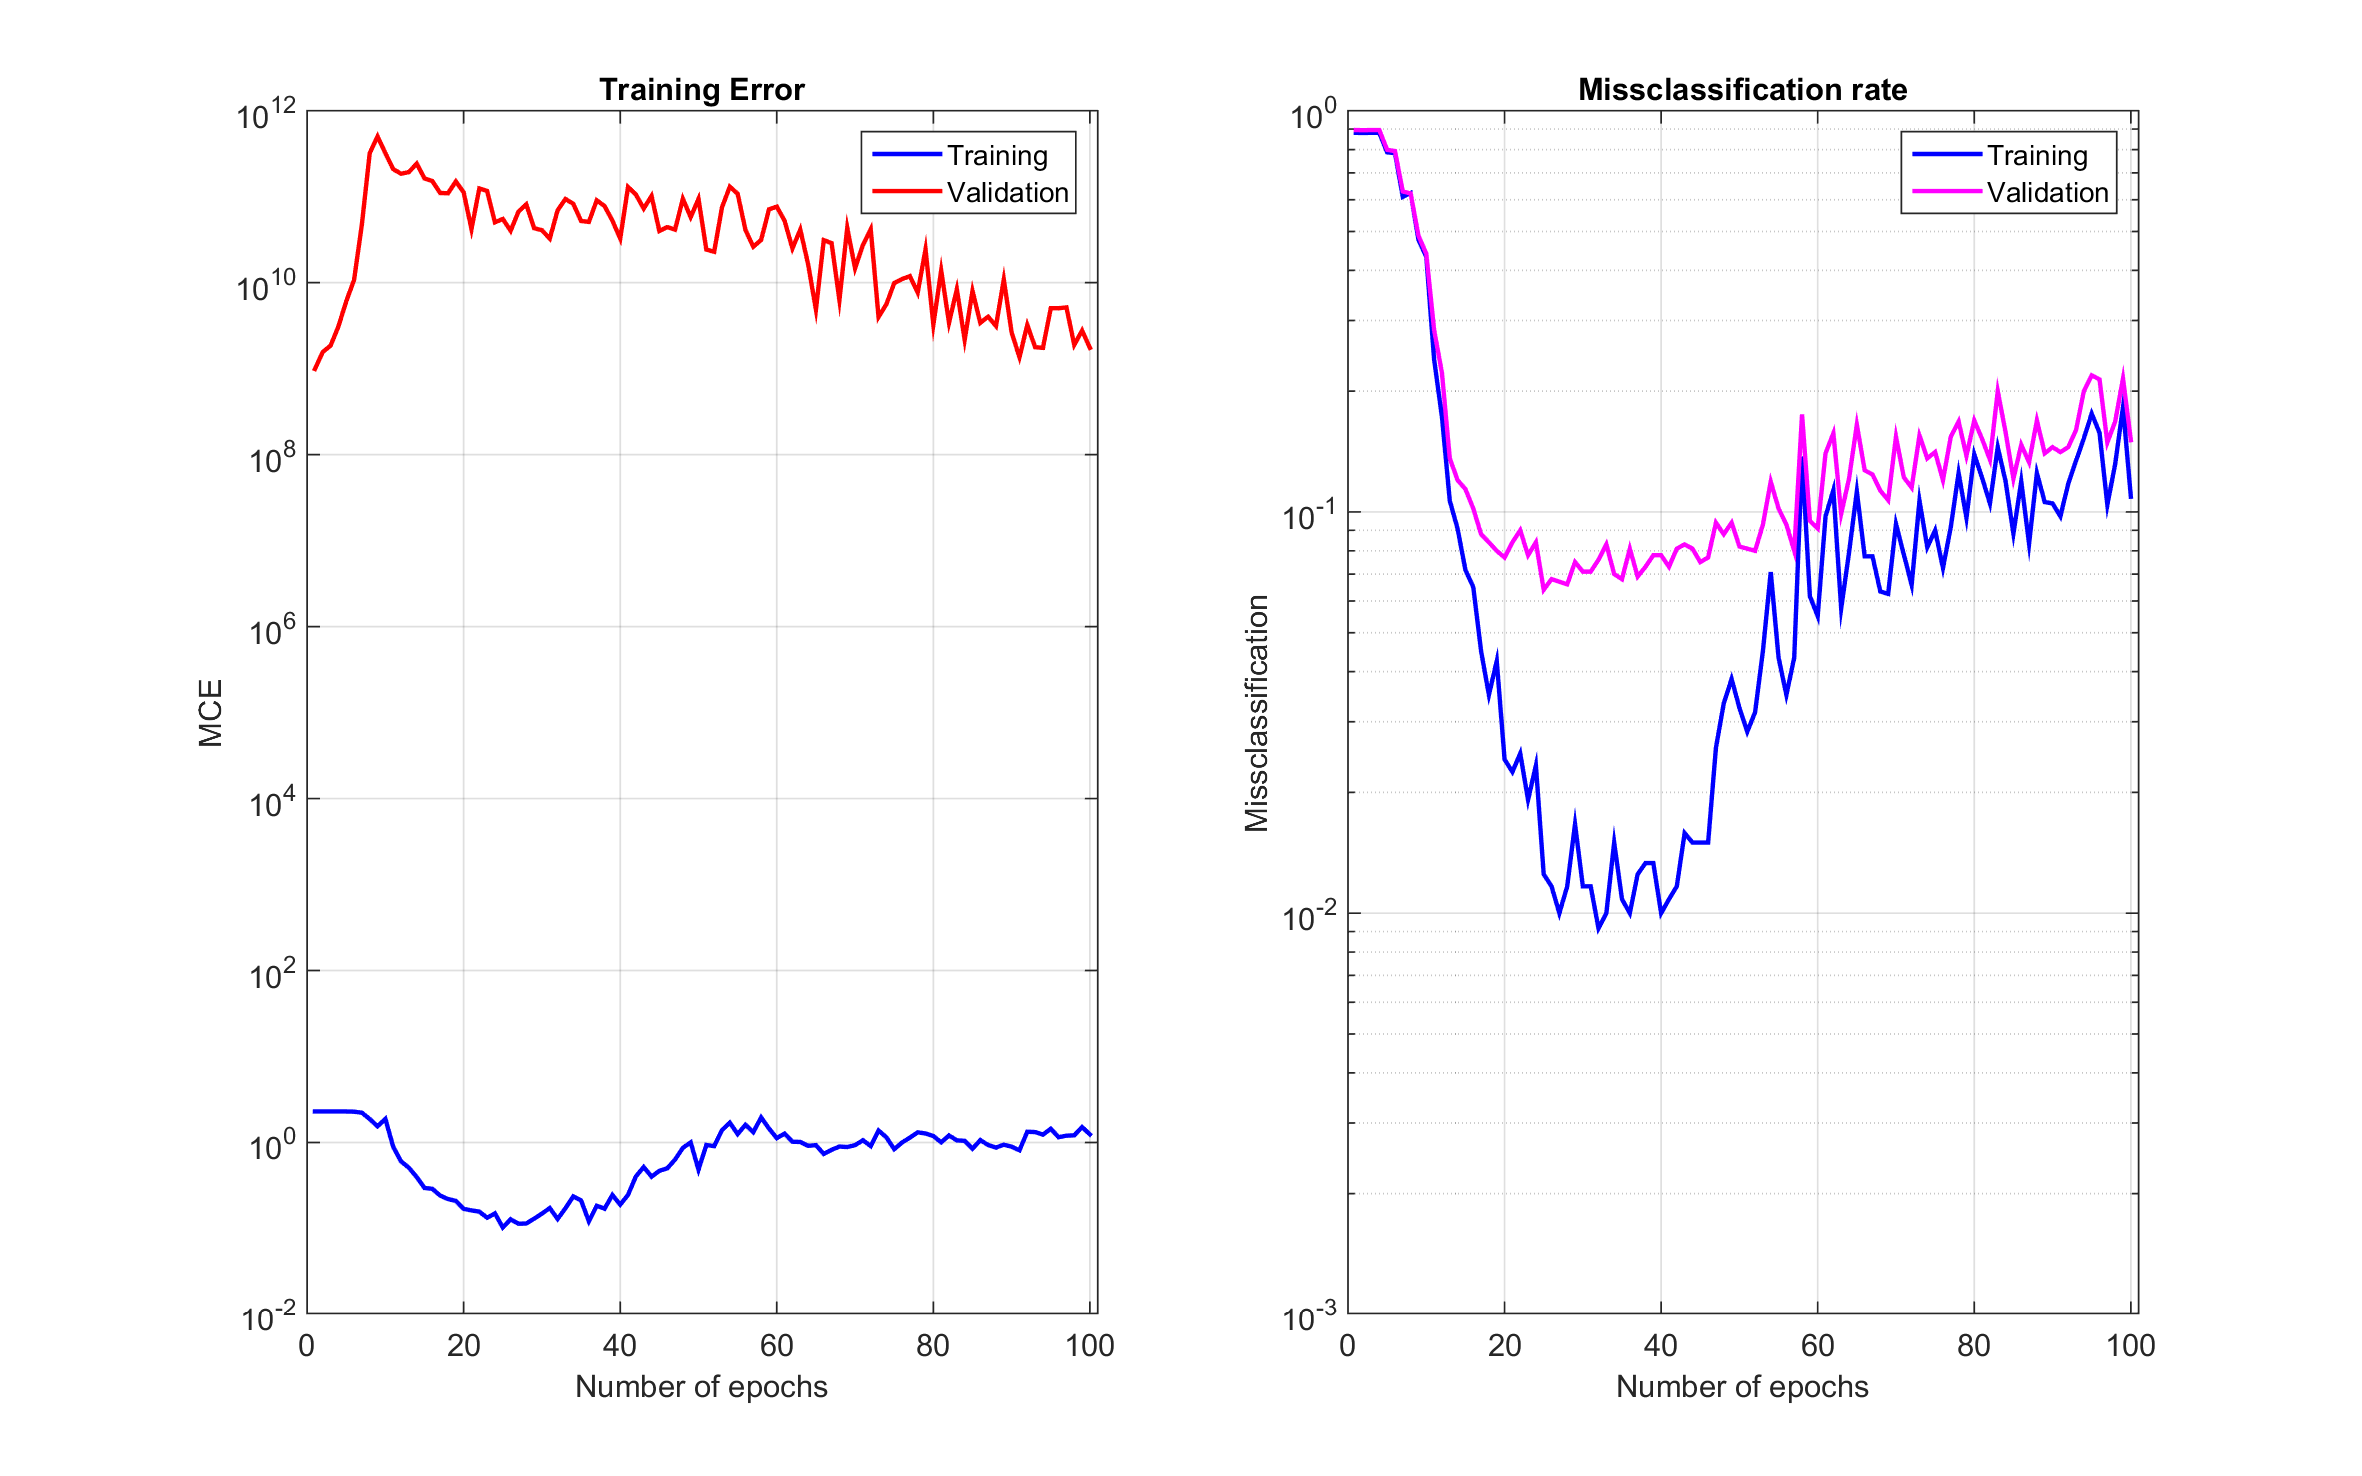 Training Error
10^12
10^10
10^8
10^6
10^4
10^2
10^0
10^-2
MCE
0 20 40 60 80 100
Number of epochs
Training
Validation
Missclassification rate
10^0
10^-1
10^-2
10^-3
Missclassification
0 20 40 60 80 100
Number of epochs
Training
Validation